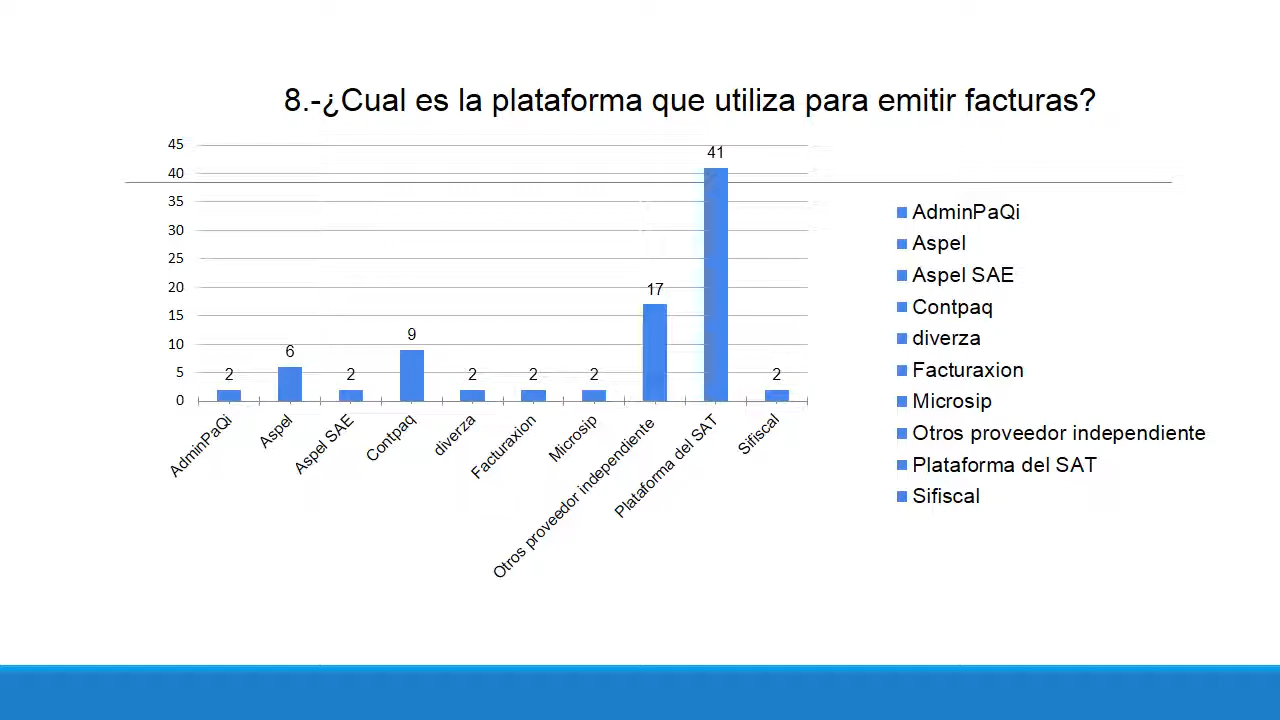 8.-¿Cual es la plataforma que utiliza para emitir facturas?
45
40
35
30
25
20
15
10
5
0
2
6
2
9
2
2
2
17
41
2
AdminPaQi
Aspel
Aspel SAE
Contpaq
diverza
Facturaxion
Microsip
Otros proveedor independiente
Plataforma del SAT
Sifiscal
AdminPaQi
Aspel
Aspel SAE
Contpaq
diverza
Facturaxion
Microsip
Otros proveedor independiente
Plataforma del SAT
Sifiscal